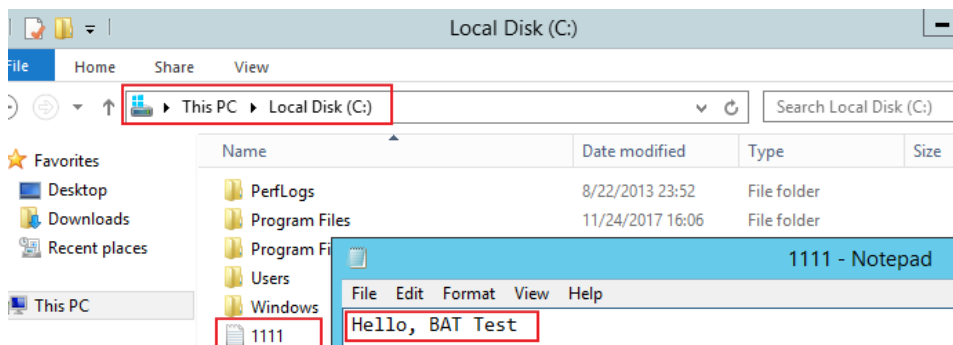 Local Disk (C:)
File Home Share View
This PC Local Disk (C:) Search Local Disk (C:)
Name Date modified Type Size
Favorites
Desktop PerfLogs 8/22/2013 23:52 File folder
Downloads Program Files 11/24/2017 16:06 File folder
Recent places Program Fi
1111 - Notepad
Users
File Edit Format View Help
This PC Windows
Hello, BAT Test
1111